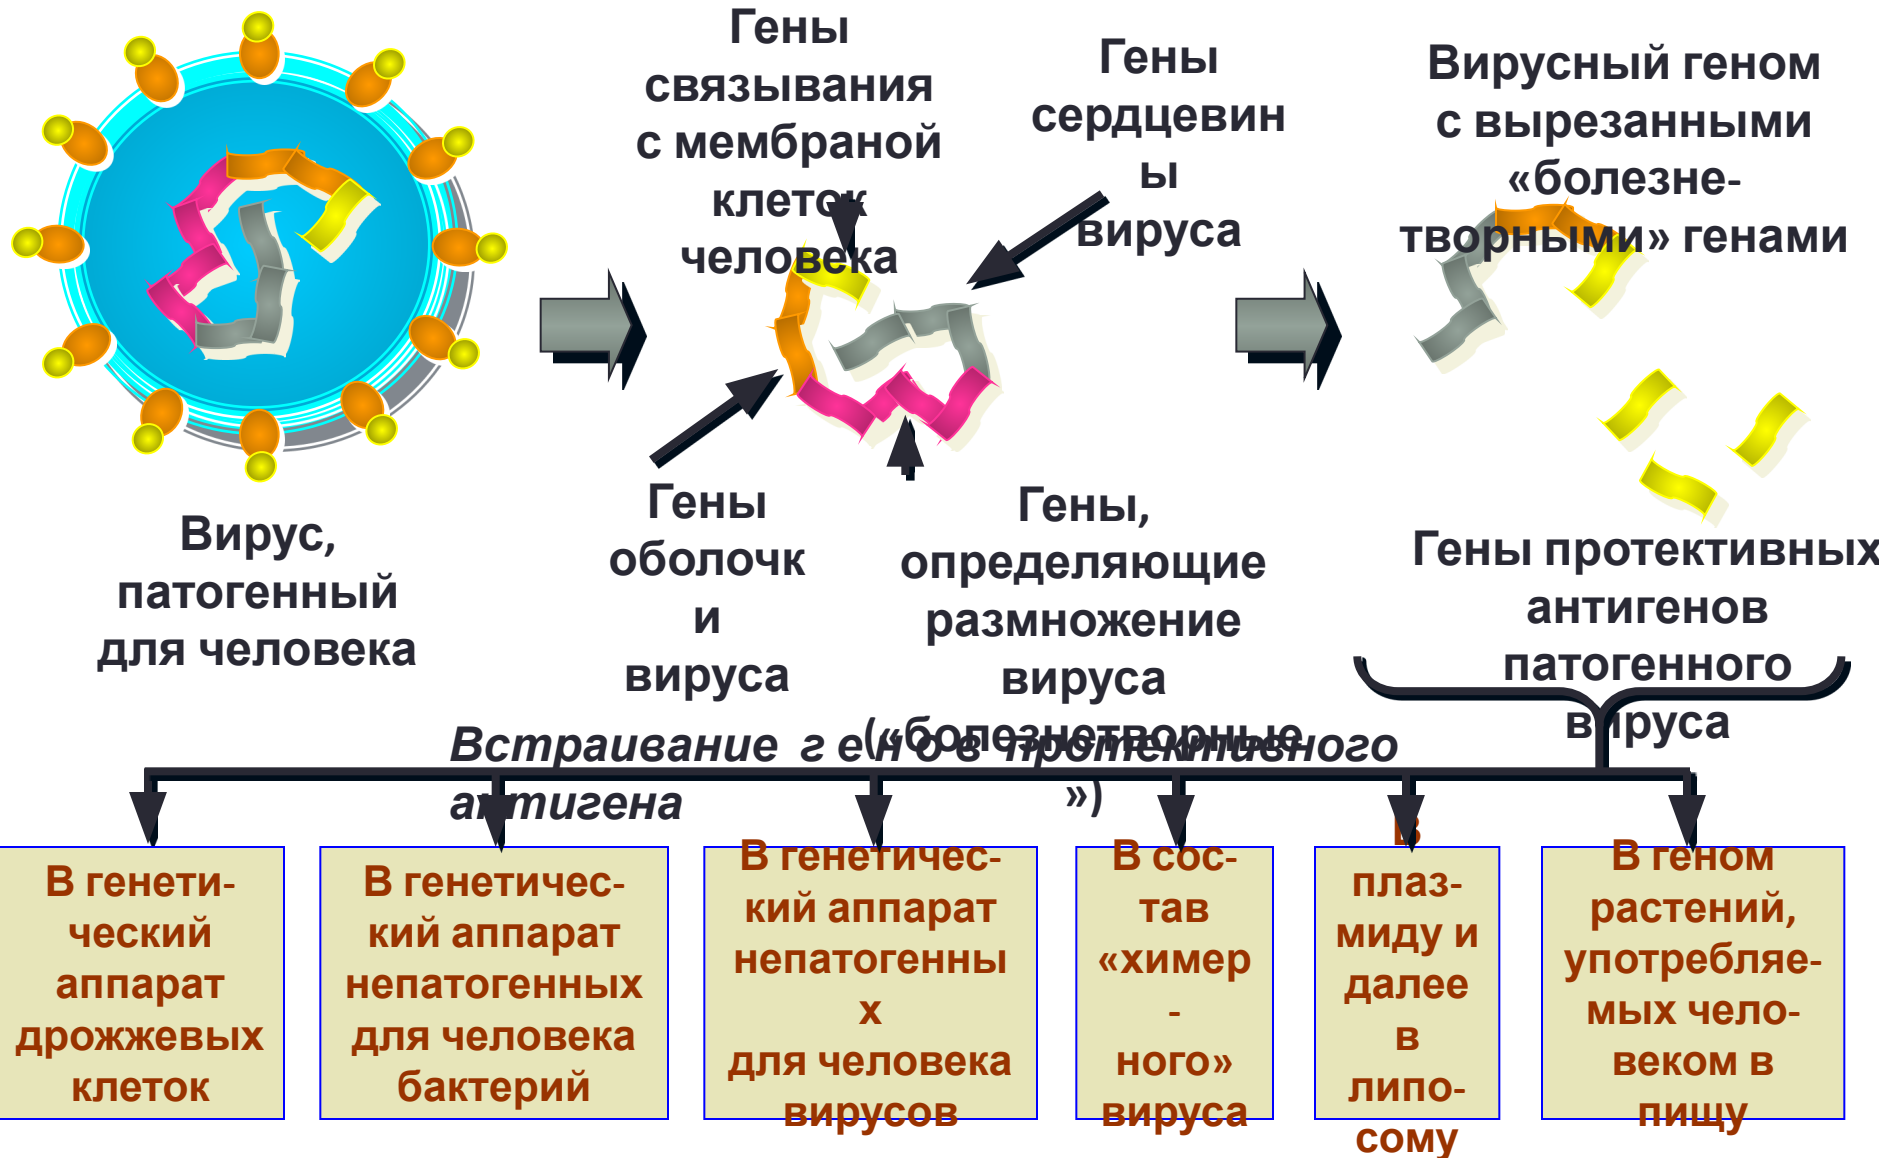 Гены
связывания
с мембраной
клеток
человека
Гены
сердцевин
ы
вируса
Вирусный геном
с вырезанными
«болезне-
творными» генами
Вирус,
патогенный
для человека
Гены
оболочк
и
вируса
Гены,
определяющие
размножение
вируса
(«болезнетворные
»)
Гены протективных
антигенов
патогенного
вируса
Встраивание г е н о в протективного
антигена
В генети-
ческий
аппарат
дрожжевых
клеток
В генетичес-
кий аппарат
непатогенных
для человека
бактерий
В генетичес-
кий аппарат
непатогенны
х
для человека
вирусов
В сос-
тав
«химер
-
ного»
вируса
В
плаз-
миду и
далее
в
липо-
сому
В геном
растений,
употребляе-
мых чело-
веком в
пищу